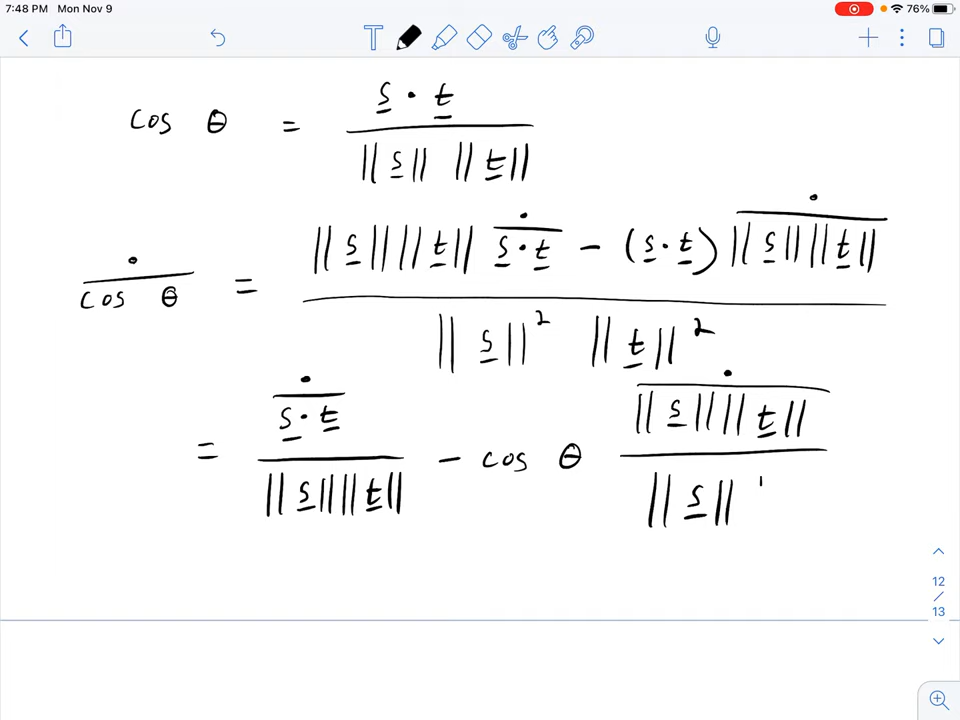 7:48 PM Mon Nov 9 76%
cos θ = s · t / ||s|| ||t||
cos θ = ||s|| ||t|| s · t − (s · t) ||s|| ||t|| / ||s||² ||t||²
= s · t / ||s|| ||t|| − cos θ ||s|| ||t|| / ||s||
12
/
13